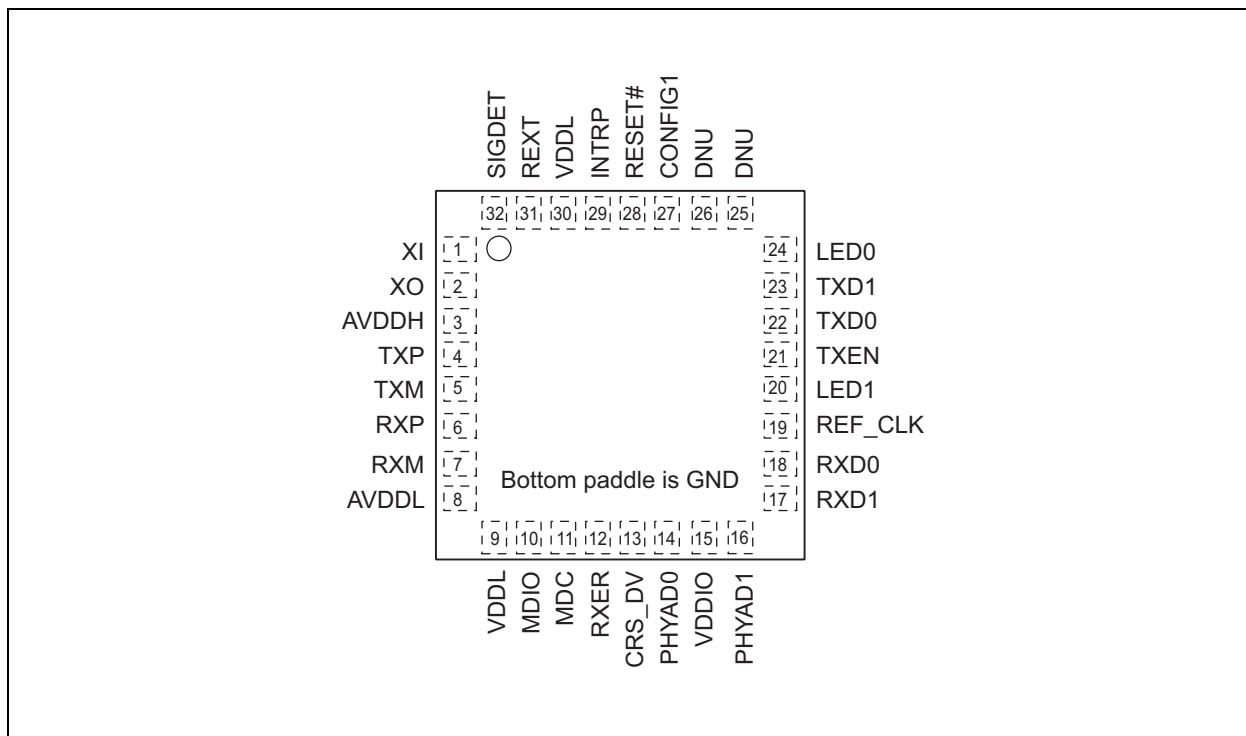 SIGDET
REXT
VDDL
INTRP
RESET#
CONFIG1
DNU
DNU
32 31 30 29 28 27 26 25
XI 1
XO 2
AVDDH 3
TXP 4
TXM 5
RXP 6
RXM 7
AVDDL 8
24 LED0
23 TXD1
22 TXD0
21 TXEN
20 LED1
19 REF_CLK
18 RXD0
17 RXD1
Bottom paddle is GND
9 10 11 12 13 14 15 16
VDDL
MDIO
MDC
RXER
CRS_DV
PHYAD0
VDDIO
PHYAD1